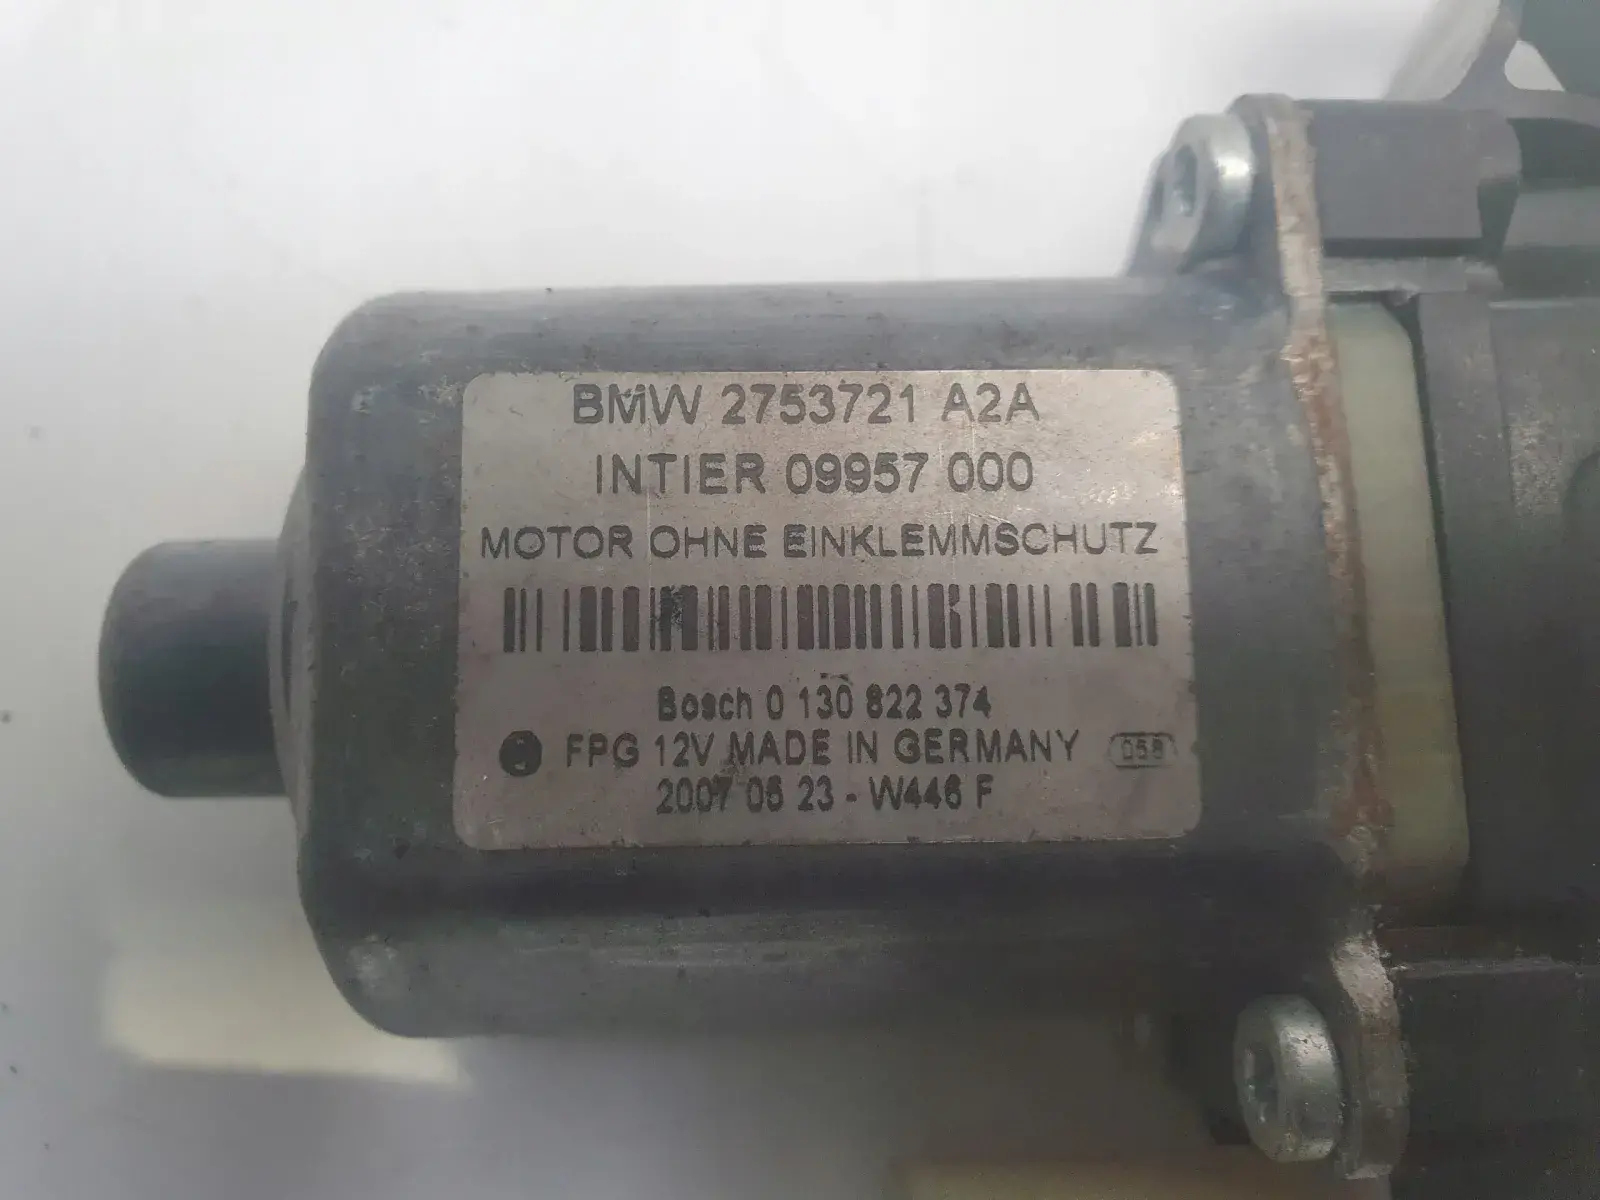 BMW 2753721 A2A
INTIER 09957 000
MOTOR OHNE EINKLEMMSCHUTZ
Bosch 0 130 822 374
FPG 12V MADE IN GERMANY 058
2007 06 23 - W446 F